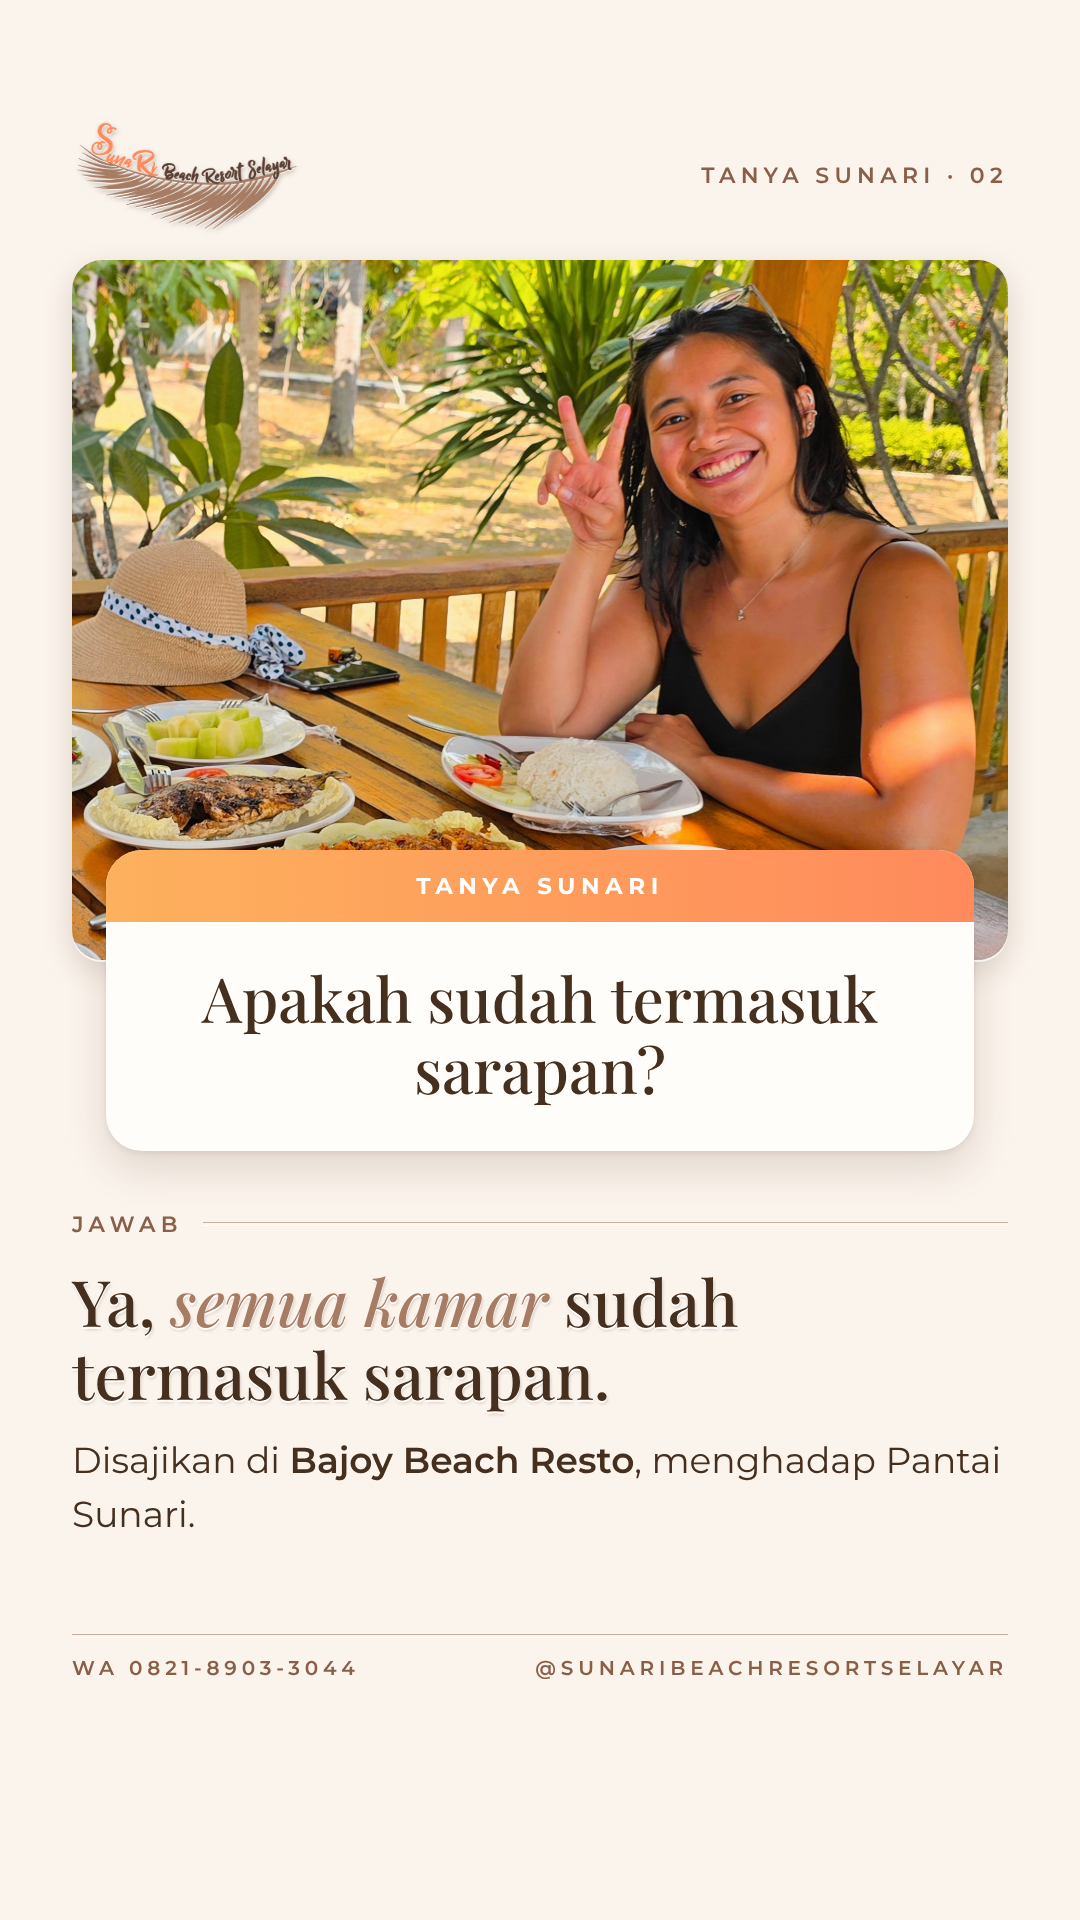 SunaRi Beach Resort Selayar
TANYA SUNARI · 02
TANYA SUNARI
Apakah sudah termasuk
sarapan?
JAWAB
Ya, semua kamar sudah
termasuk sarapan.
Disajikan di Bajoy Beach Resto, menghadap Pantai
Sunari.
WA 0821-8903-3044
@SUNARIBEACHRESORTSELAYAR